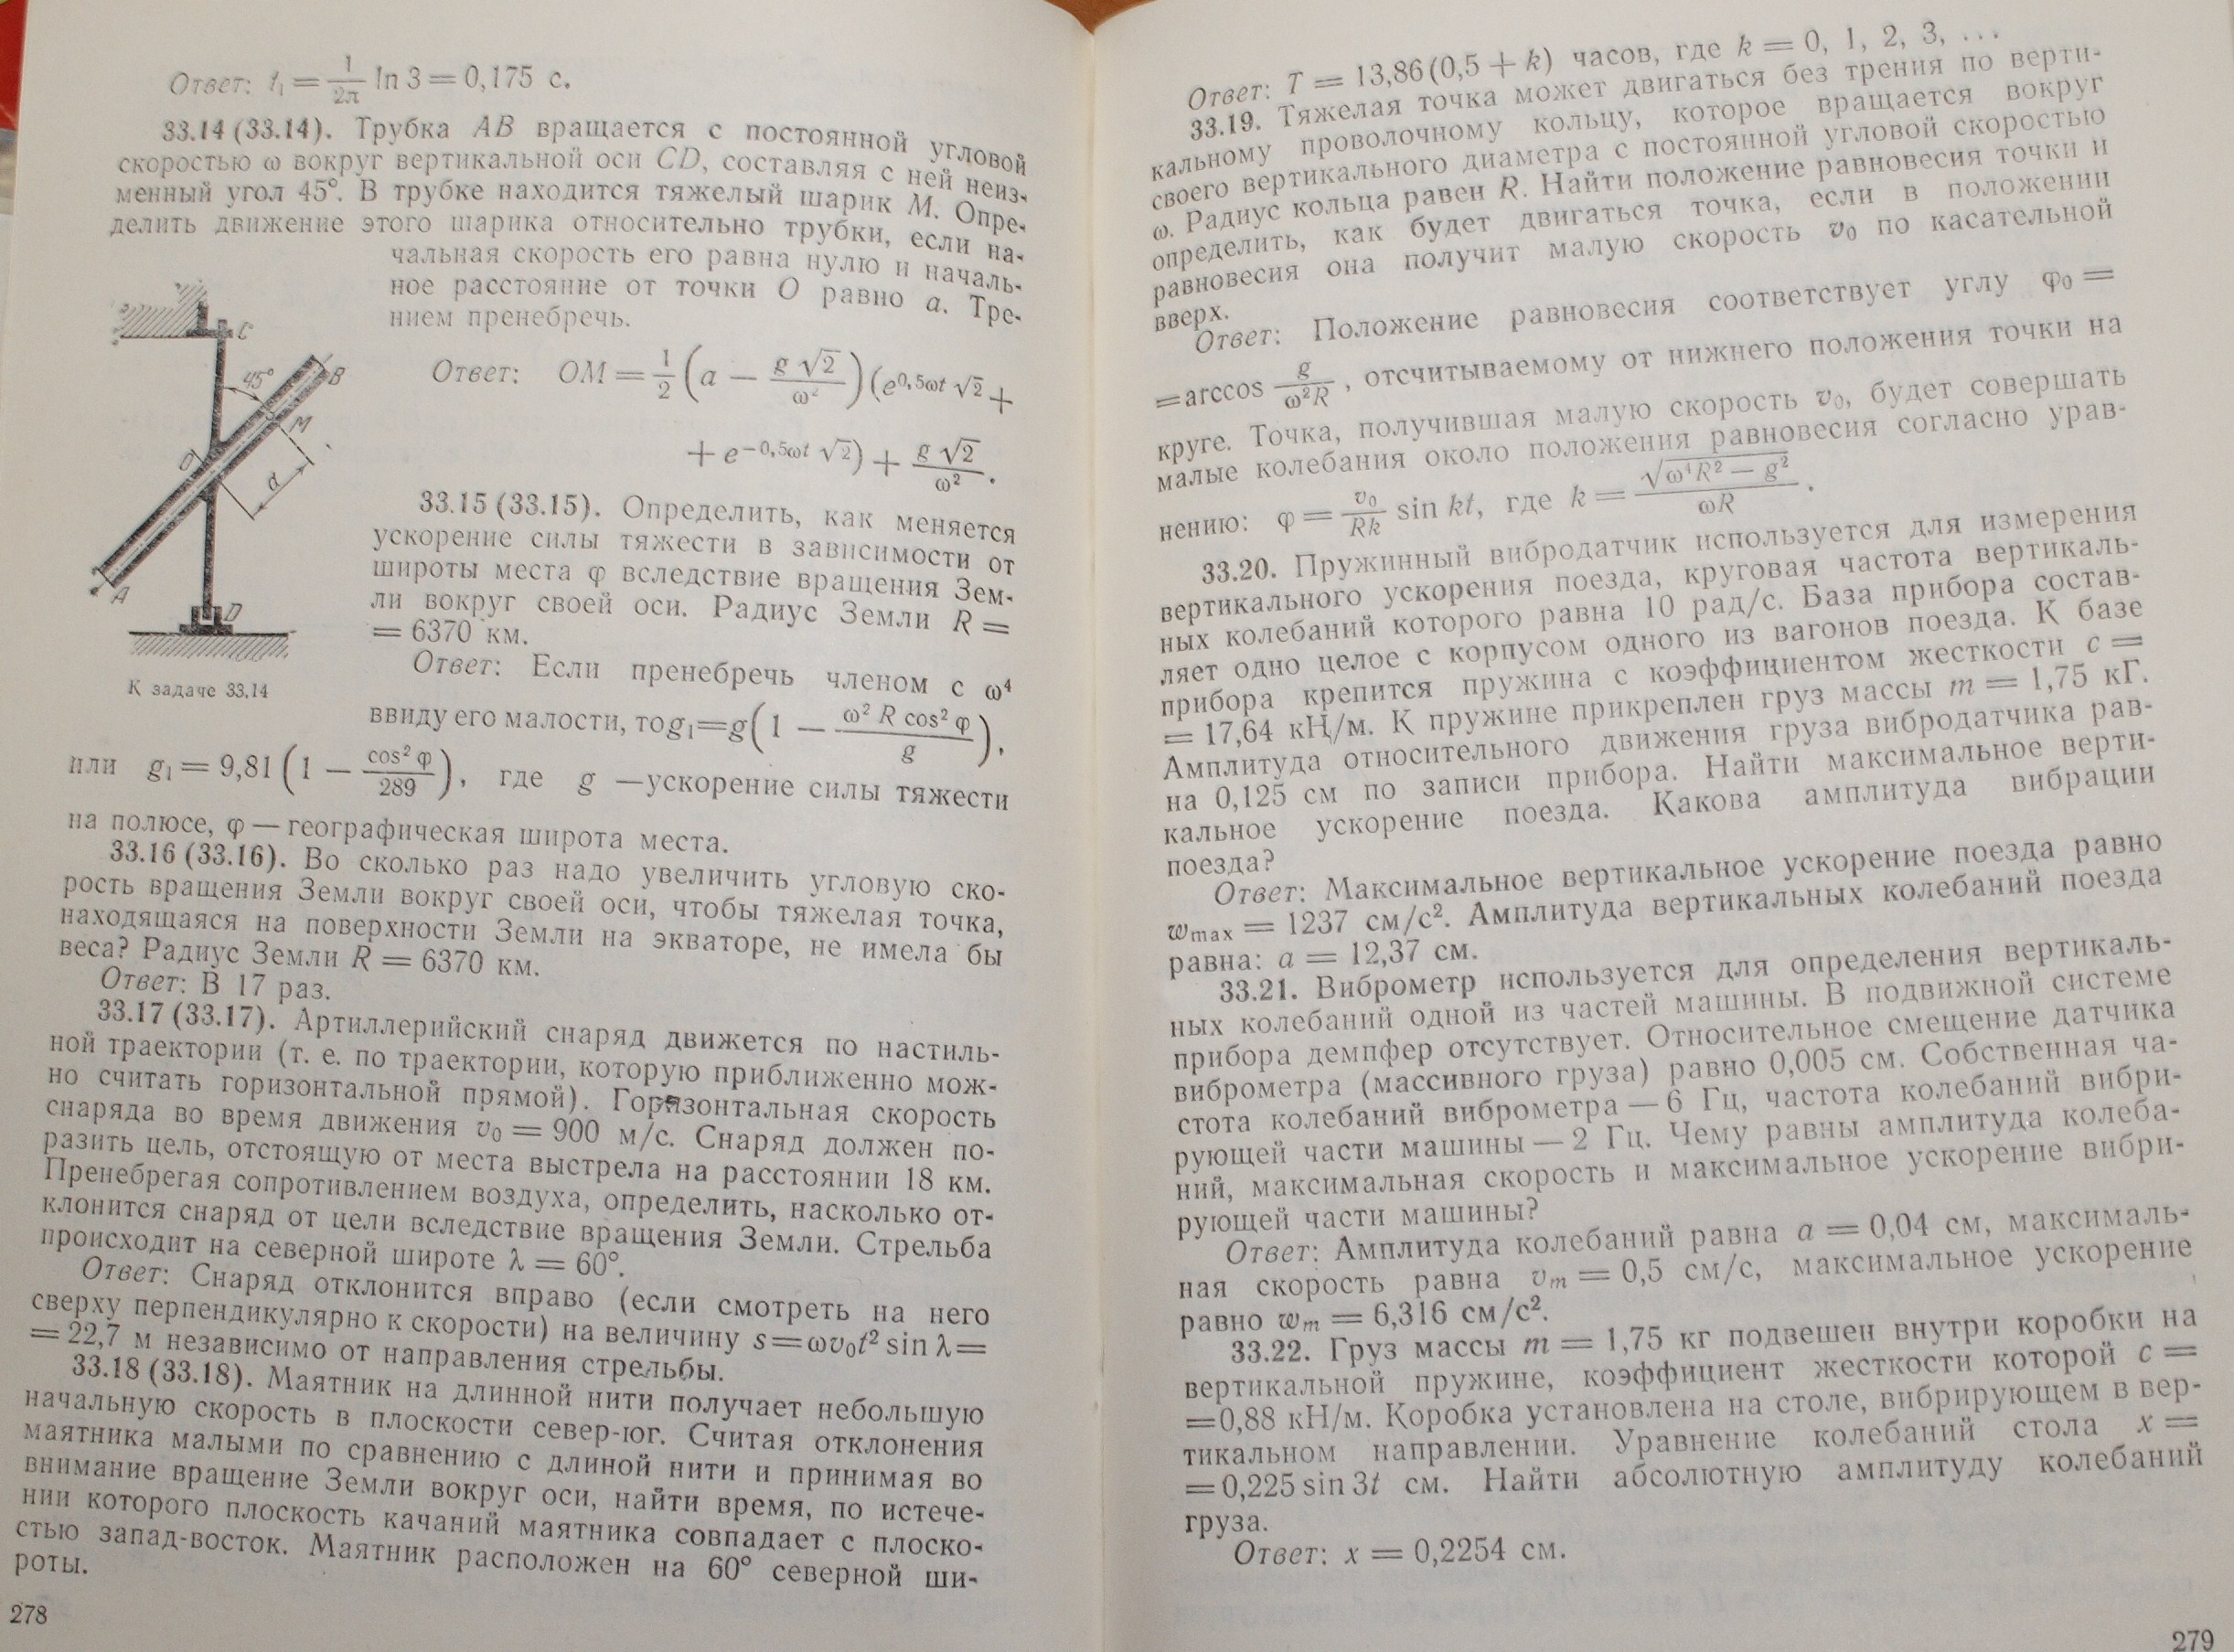 Ответ: t₁ = 1/2π ln 3 = 0,175 с.
33.14 (33.14). Трубка AB вращается с постоянной угловой
скоростью ω вокруг вертикальной оси CD, составляя с ней неиз-
менный угол 45°. В трубке находится тяжелый шарик M. Опре-
делить движение этого шарика относительно трубки, если на-
чальная скорость его равна нулю и началь-
ное расстояние от точки O равно a. Тре-
нием пренебречь.
Ответ: OM = 1/2 (a − g√2/ω²)(e^0,5ωt√2 +
+ e^−0,5ωt√2) + g√2/ω².
C
45°
B
M
O
a
A
D
К задаче 33.14
33.15 (33.15). Определить, как меняется
ускорение силы тяжести в зависимости от
широты места φ вследствие вращения Зем-
ли вокруг своей оси. Радиус Земли R =
= 6370 км.
Ответ: Если пренебречь членом с ω⁴
ввиду его малости, то g₁=g(1 − ω² R cos² φ/g),
или g₁ = 9,81 (1 − cos² φ/289), где g —ускорение силы тяжести
на полюсе, φ — географическая широта места.
33.16 (33.16). Во сколько раз надо увеличить угловую ско-
рость вращения Земли вокруг своей оси, чтобы тяжелая точка,
находящаяся на поверхности Земли на экваторе, не имела бы
веса? Радиус Земли R = 6370 км.
Ответ: В 17 раз.
33.17 (33.17). Артиллерийский снаряд движется по настиль-
ной траектории (т. е. по траектории, которую приближенно мож-
но считать горизонтальной прямой). Горизонтальная скорость
снаряда во время движения v₀ = 900 м/с. Снаряд должен по-
разить цель, отстоящую от места выстрела на расстоянии 18 км.
Пренебрегая сопротивлением воздуха, определить, насколько от-
клонится снаряд от цели вследствие вращения Земли. Стрельба
происходит на северной широте λ = 60°.
Ответ: Снаряд отклонится вправо (если смотреть на него
сверху перпендикулярно к скорости) на величину s=ωv₀t² sin λ=
= 22,7 м независимо от направления стрельбы.
33.18 (33.18). Маятник на длинной нити получает небольшую
начальную скорость в плоскости север-юг. Считая отклонения
маятника малыми по сравнению с длиной нити и принимая во
внимание вращение Земли вокруг оси, найти время, по истече-
нии которого плоскость качаний маятника совпадает с плоско-
стью запад-восток. Маятник расположен на 60° северной ши-
роты.
278
Ответ: T = 13,86 (0,5 + k) часов, где k = 0, 1, 2, 3, ...
33.19. Тяжелая точка может двигаться без трения по верти-
кальному проволочному кольцу, которое вращается вокруг
своего вертикального диаметра с постоянной угловой скоростью
ω. Радиус кольца равен R. Найти положение равновесия точки и
определить, как будет двигаться точка, если в положении
равновесия она получит малую скорость v₀ по касательной
вверх.
Ответ: Положение равновесия соответствует углу φ₀ =
=arccos g/ω²R, отсчитываемому от нижнего положения точки на
круге. Точка, получившая малую скорость v₀, будет совершать
малые колебания около положения равновесия согласно урав-
нению: φ = v₀/Rk sin kt, где k = √(ω⁴R² − g²)/ωR.
33.20. Пружинный вибродатчик используется для измерения
вертикального ускорения поезда, круговая частота вертикаль-
ных колебаний которого равна 10 рад/с. База прибора состав-
ляет одно целое с корпусом одного из вагонов поезда. К базе
прибора крепится пружина с коэффициентом жесткости c =
= 17,64 кН/м. К пружине прикреплен груз массы m = 1,75 кГ.
Амплитуда относительного движения груза вибродатчика рав-
на 0,125 см по записи прибора. Найти максимальное верти-
кальное ускорение поезда. Какова амплитуда вибрации
поезда?
Ответ: Максимальное вертикальное ускорение поезда равно
w_max = 1237 см/с². Амплитуда вертикальных колебаний поезда
равна: a = 12,37 см.
33.21. Виброметр используется для определения вертикаль-
ных колебаний одной из частей машины. В подвижной системе
прибора демпфер отсутствует. Относительное смещение датчика
виброметра (массивного груза) равно 0,005 см. Собственная ча-
стота колебаний виброметра — 6 Гц, частота колебаний вибри-
рующей части машины — 2 Гц. Чему равны амплитуда колеба-
ний, максимальная скорость и максимальное ускорение вибри-
рующей части машины?
Ответ: Амплитуда колебаний равна a = 0,04 см, максималь-
ная скорость равна v_m = 0,5 см/с, максимальное ускорение
равно w_m = 6,316 см/с².
33.22. Груз массы m = 1,75 кг подвешен внутри коробки на
вертикальной пружине, коэффициент жесткости которой c =
=0,88 кН/м. Коробка установлена на столе, вибрирующем в вер-
тикальном направлении. Уравнение колебаний стола x =
= 0,225 sin 3t см. Найти абсолютную амплитуду колебаний
груза.
Ответ: x = 0,2254 см.
279